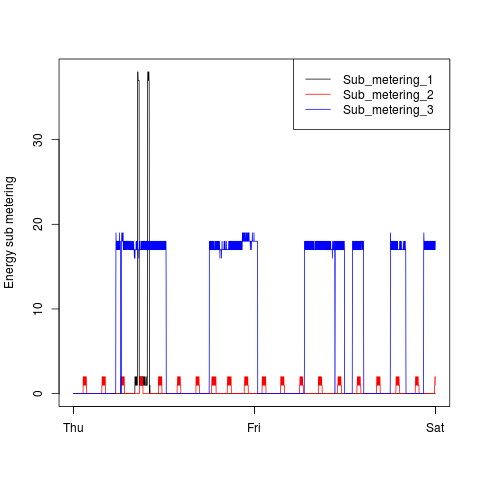 Sub_metering_1
Sub_metering_2
Sub_metering_3
Energy sub metering
30
20
10
0
Thu Fri Sat